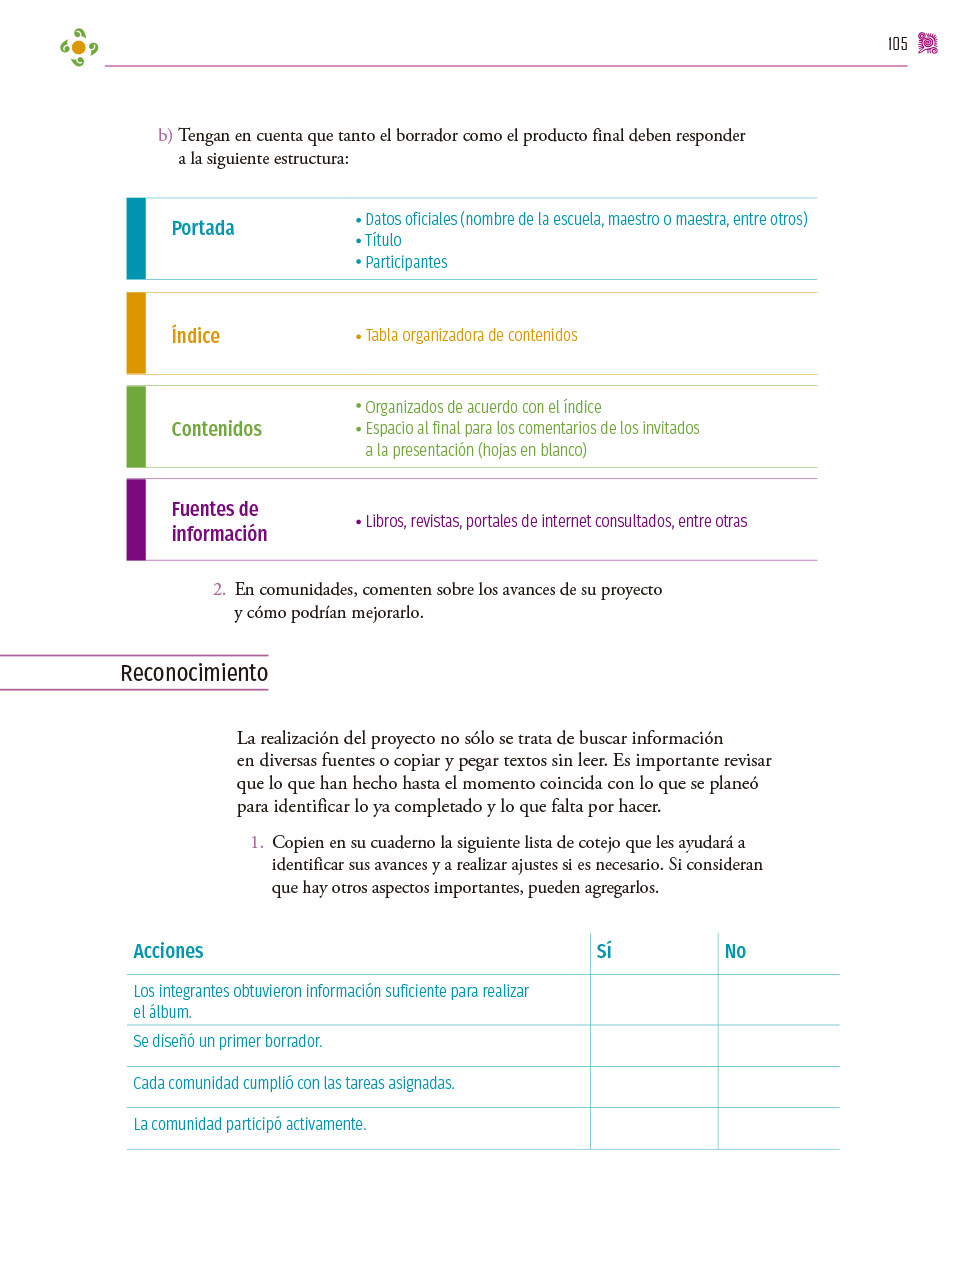 105
b) Tengan en cuenta que tanto el borrador como el producto final deben responder
a la siguiente estructura:
Portada
• Datos oficiales (nombre de la escuela, maestro o maestra, entre otros)
• Título
• Participantes
Índice
• Tabla organizadora de contenidos
Contenidos
• Organizados de acuerdo con el índice
• Espacio al final para los comentarios de los invitados
a la presentación (hojas en blanco)
Fuentes de
información
• Libros, revistas, portales de internet consultados, entre otras
2. En comunidades, comenten sobre los avances de su proyecto
y cómo podrían mejorarlo.
Reconocimiento
La realización del proyecto no sólo se trata de buscar información
en diversas fuentes o copiar y pegar textos sin leer. Es importante revisar
que lo que han hecho hasta el momento coincida con lo que se planeó
para identificar lo ya completado y lo que falta por hacer.
1. Copien en su cuaderno la siguiente lista de cotejo que les ayudará a
identificar sus avances y a realizar ajustes si es necesario. Si consideran
que hay otros aspectos importantes, pueden agregarlos.
Acciones Sí No
Los integrantes obtuvieron información suficiente para realizar
el álbum.
Se diseñó un primer borrador.
Cada comunidad cumplió con las tareas asignadas.
La comunidad participó activamente.